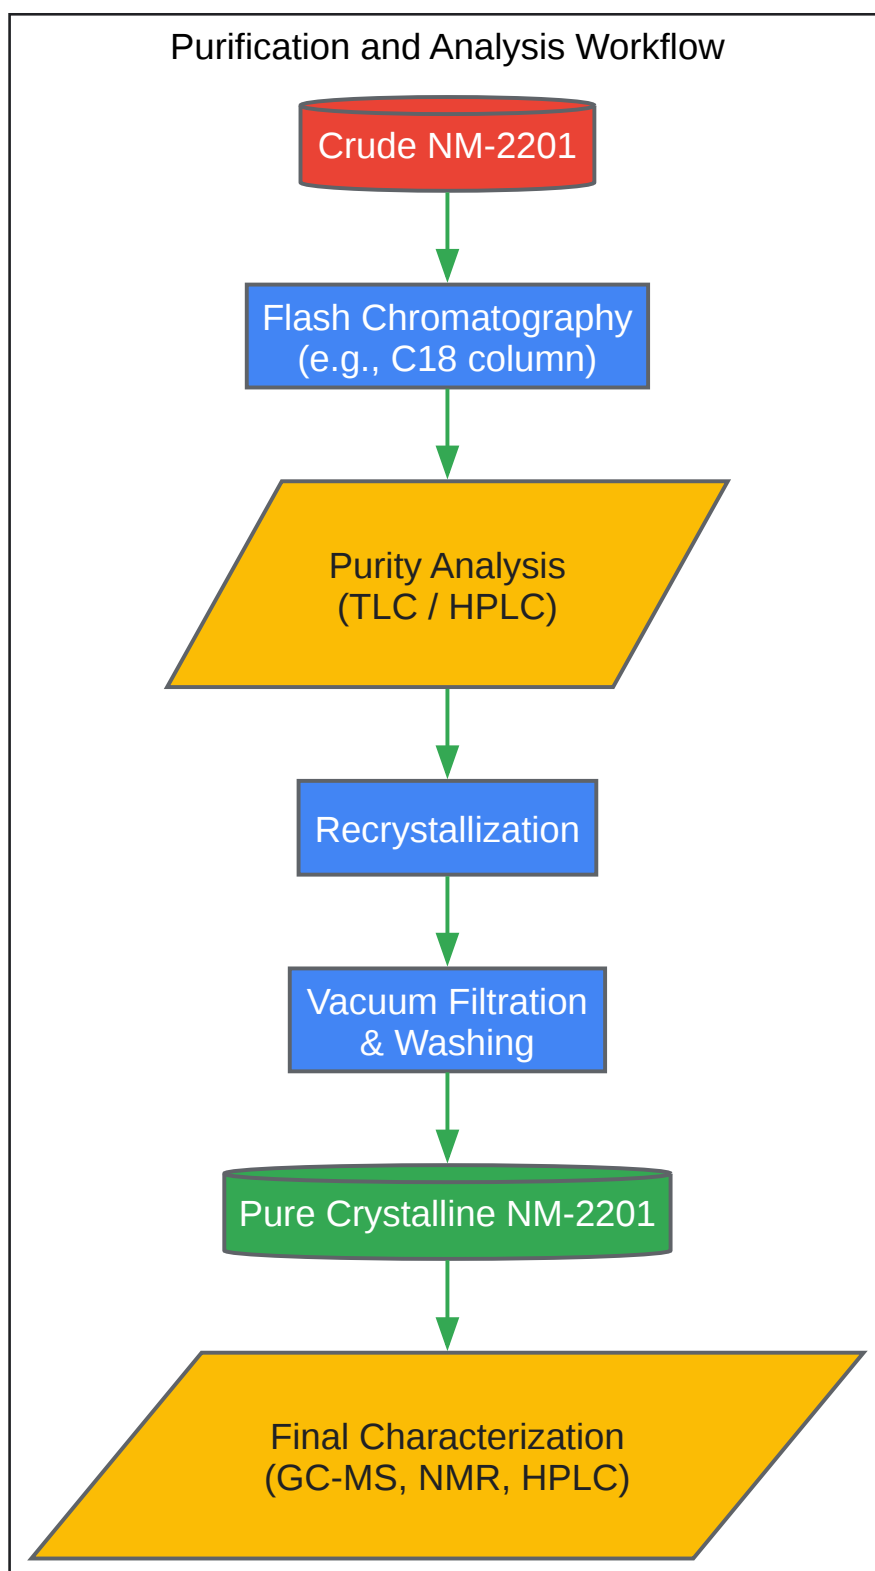 Purification and Analysis Workflow
Crude NM-2201
Flash Chromatography
(e.g., C18 column)
Purity Analysis
(TLC / HPLC)
Recrystallization
Vacuum Filtration
& Washing
Pure Crystalline NM-2201
Final Characterization
(GC-MS, NMR, HPLC)